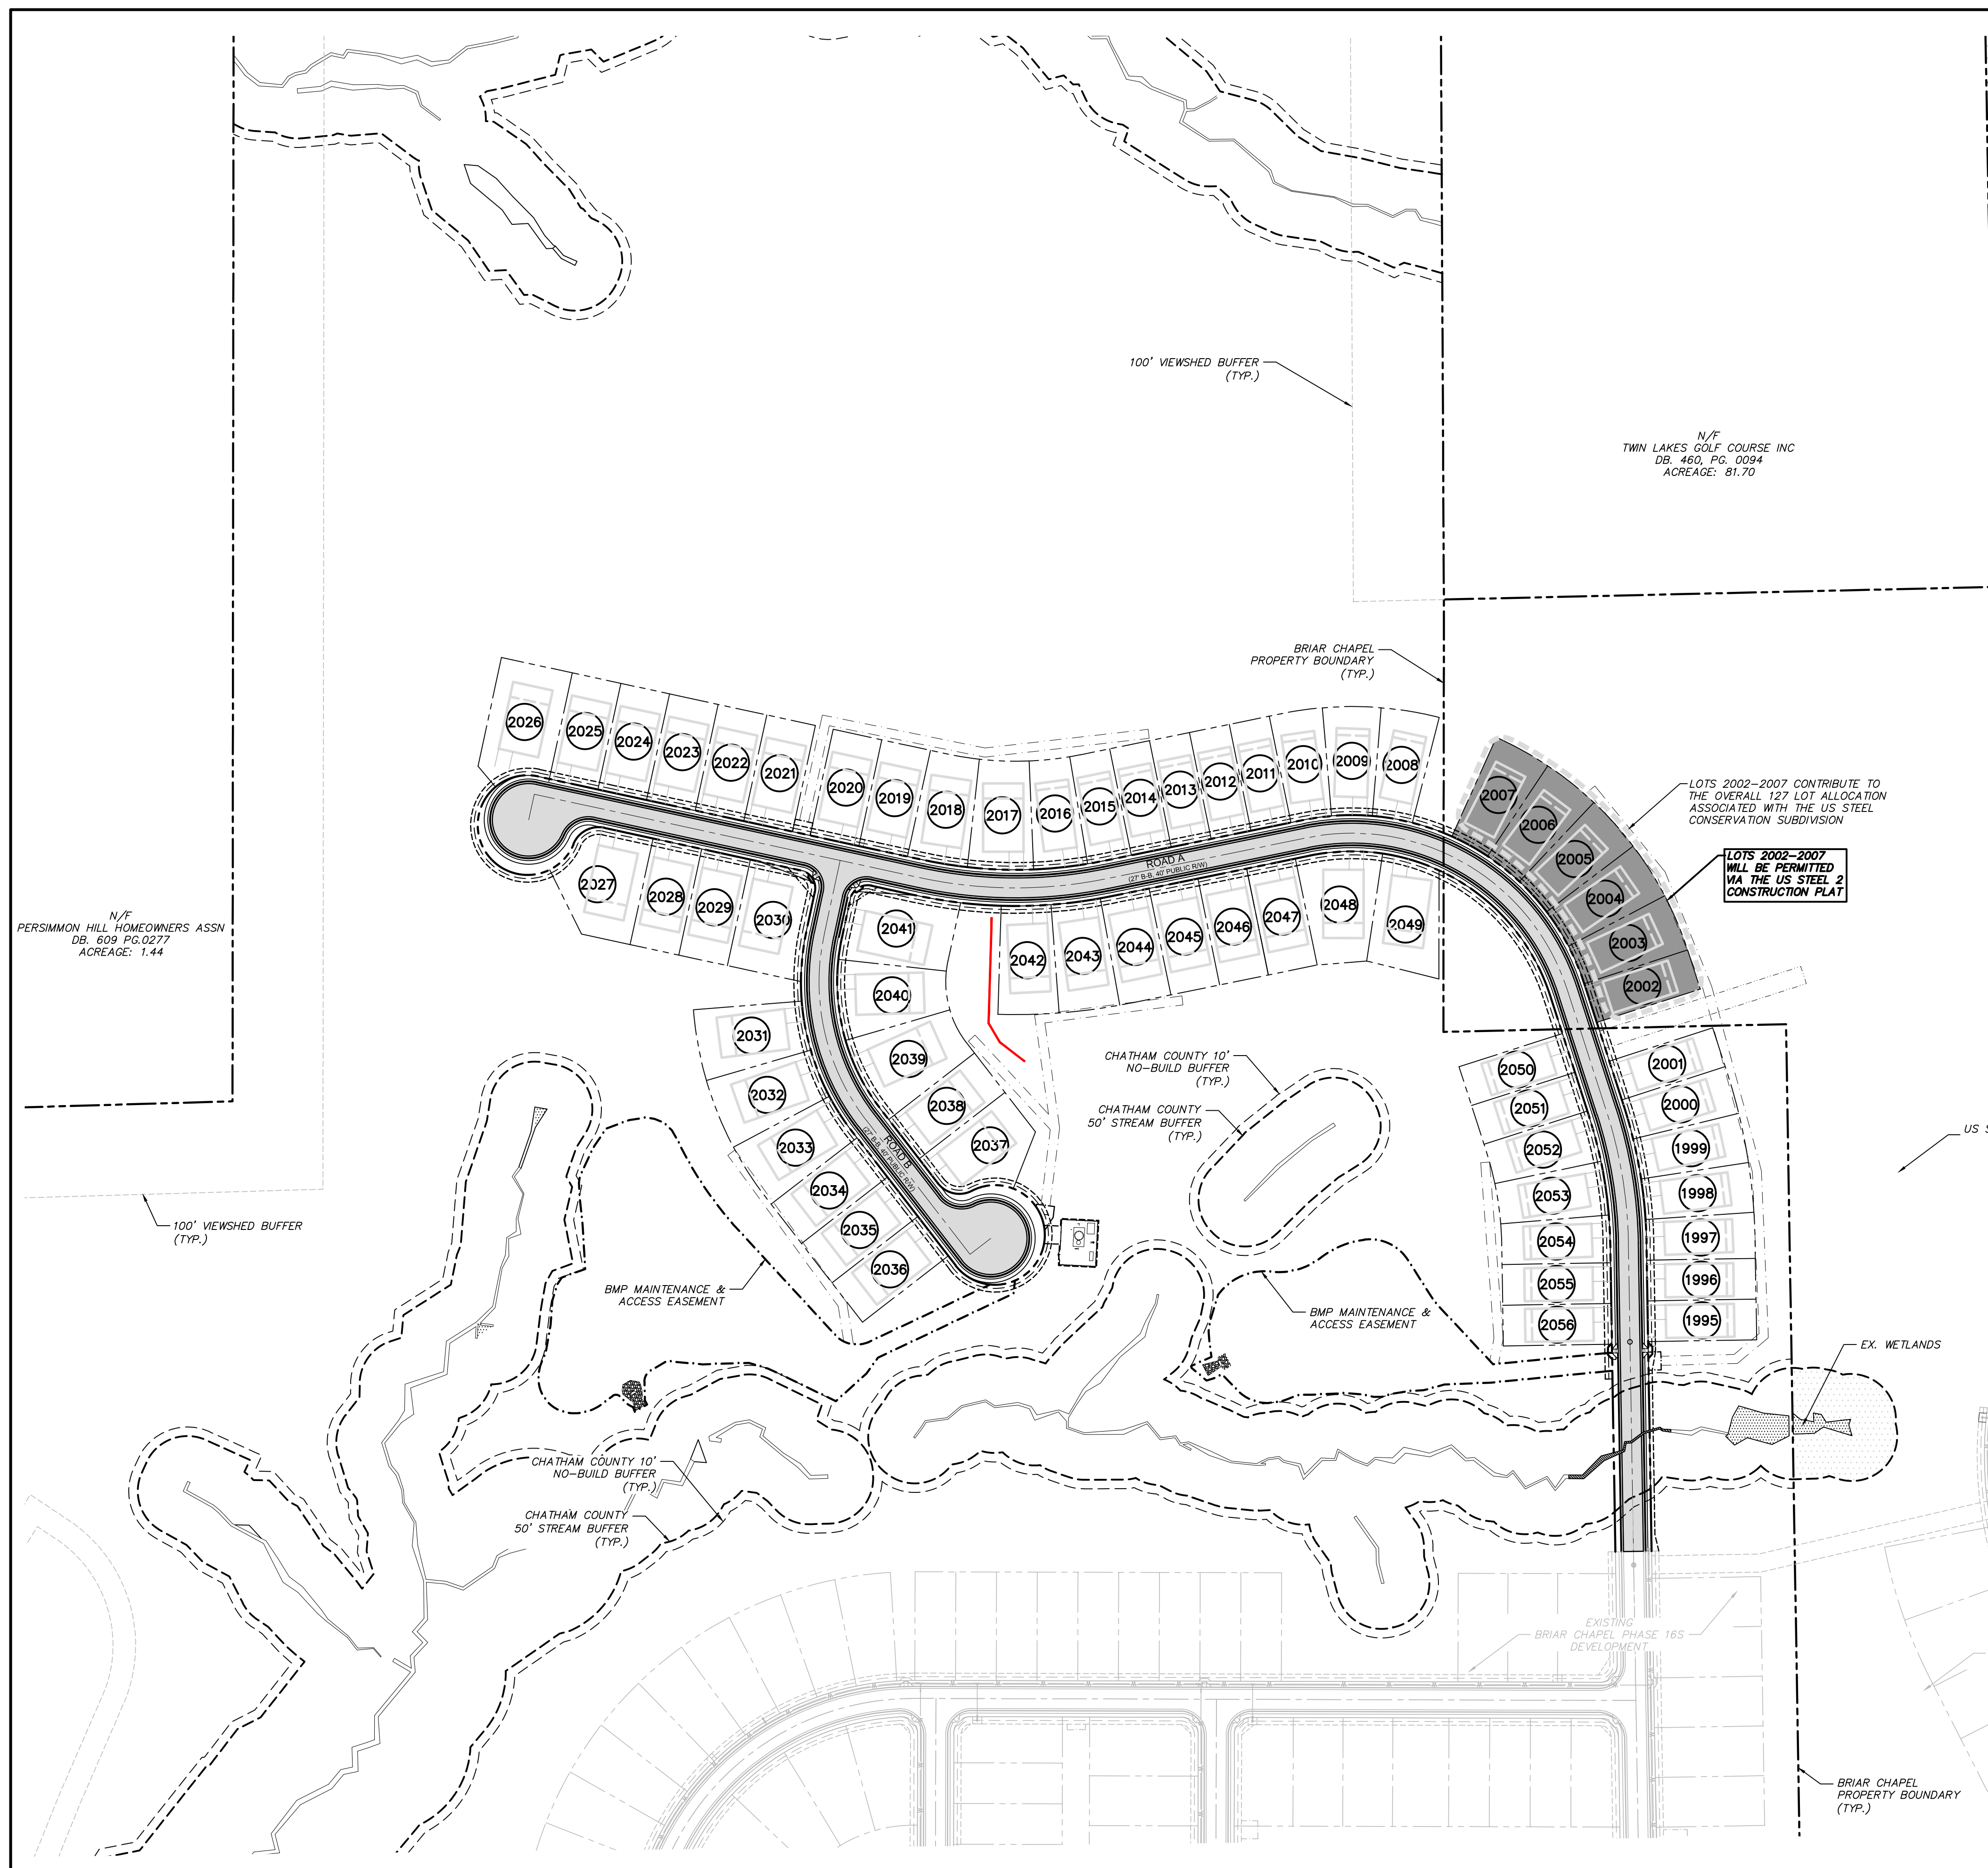 100' VIEWSHED BUFFER
(TYP.)
N/F
TWIN LAKES GOLF COURSE INC
DB. 460, PG. 0094
ACREAGE: 81.70
BRIAR CHAPEL
PROPERTY BOUNDARY
(TYP.)
2026
2025
2024
2023
2022
2021
2020
2019
2018
2017
2016
2015
2014
2013
2012
2011
2010
2009
2008
2007
2006
2005
2004
2003
2002
LOTS 2002-2007 CONTRIBUTE TO
THE OVERALL 127 LOT ALLOCATION
ASSOCIATED WITH THE US STEEL
CONSERVATION SUBDIVISION
LOTS 2002-2007
WILL BE PERMITTED
VIA THE US STEEL 2
CONSTRUCTION PLAT
ROAD A
(27' B-B, 40' PUBLIC R/W)
2027
2028
2029
2030
2041
2040
2042
2043
2044
2045
2046
2047
2048
2049
N/F
PERSIMMON HILL HOMEOWNERS ASSN
DB. 609 PG.0277
ACREAGE: 1.44
2031
2032
2033
2034
2035
2036
2039
2038
2037
ROAD B
(27' B-B, 40' PUBLIC R/W)
CHATHAM COUNTY 10'
NO-BUILD BUFFER
(TYP.)
CHATHAM COUNTY
50' STREAM BUFFER
(TYP.)
2050
2051
2052
2053
2054
2055
2056
2001
2000
1999
1998
1997
1996
1995
US S
100' VIEWSHED BUFFER
(TYP.)
BMP MAINTENANCE &
ACCESS EASEMENT
BMP MAINTENANCE &
ACCESS EASEMENT
EX. WETLANDS
CHATHAM COUNTY 10'
NO-BUILD BUFFER
(TYP.)
CHATHAM COUNTY
50' STREAM BUFFER
(TYP.)
EXISTING
BRIAR CHAPEL PHASE 16S
DEVELOPMENT
BRIAR CHAPEL
PROPERTY BOUNDARY
(TYP.)